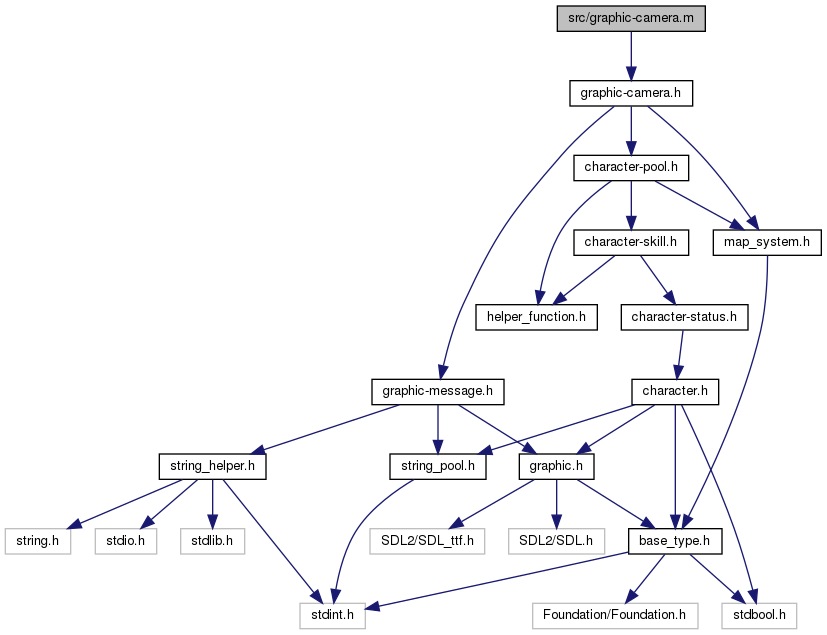 src/graphic-camera.m
graphic-camera.h
character-pool.h
character-skill.h
map_system.h
helper_function.h
character-status.h
graphic-message.h
character.h
string_helper.h
string_pool.h
graphic.h
string.h
stdio.h
stdlib.h
SDL2/SDL_ttf.h
SDL2/SDL.h
base_type.h
stdint.h
Foundation/Foundation.h
stdbool.h